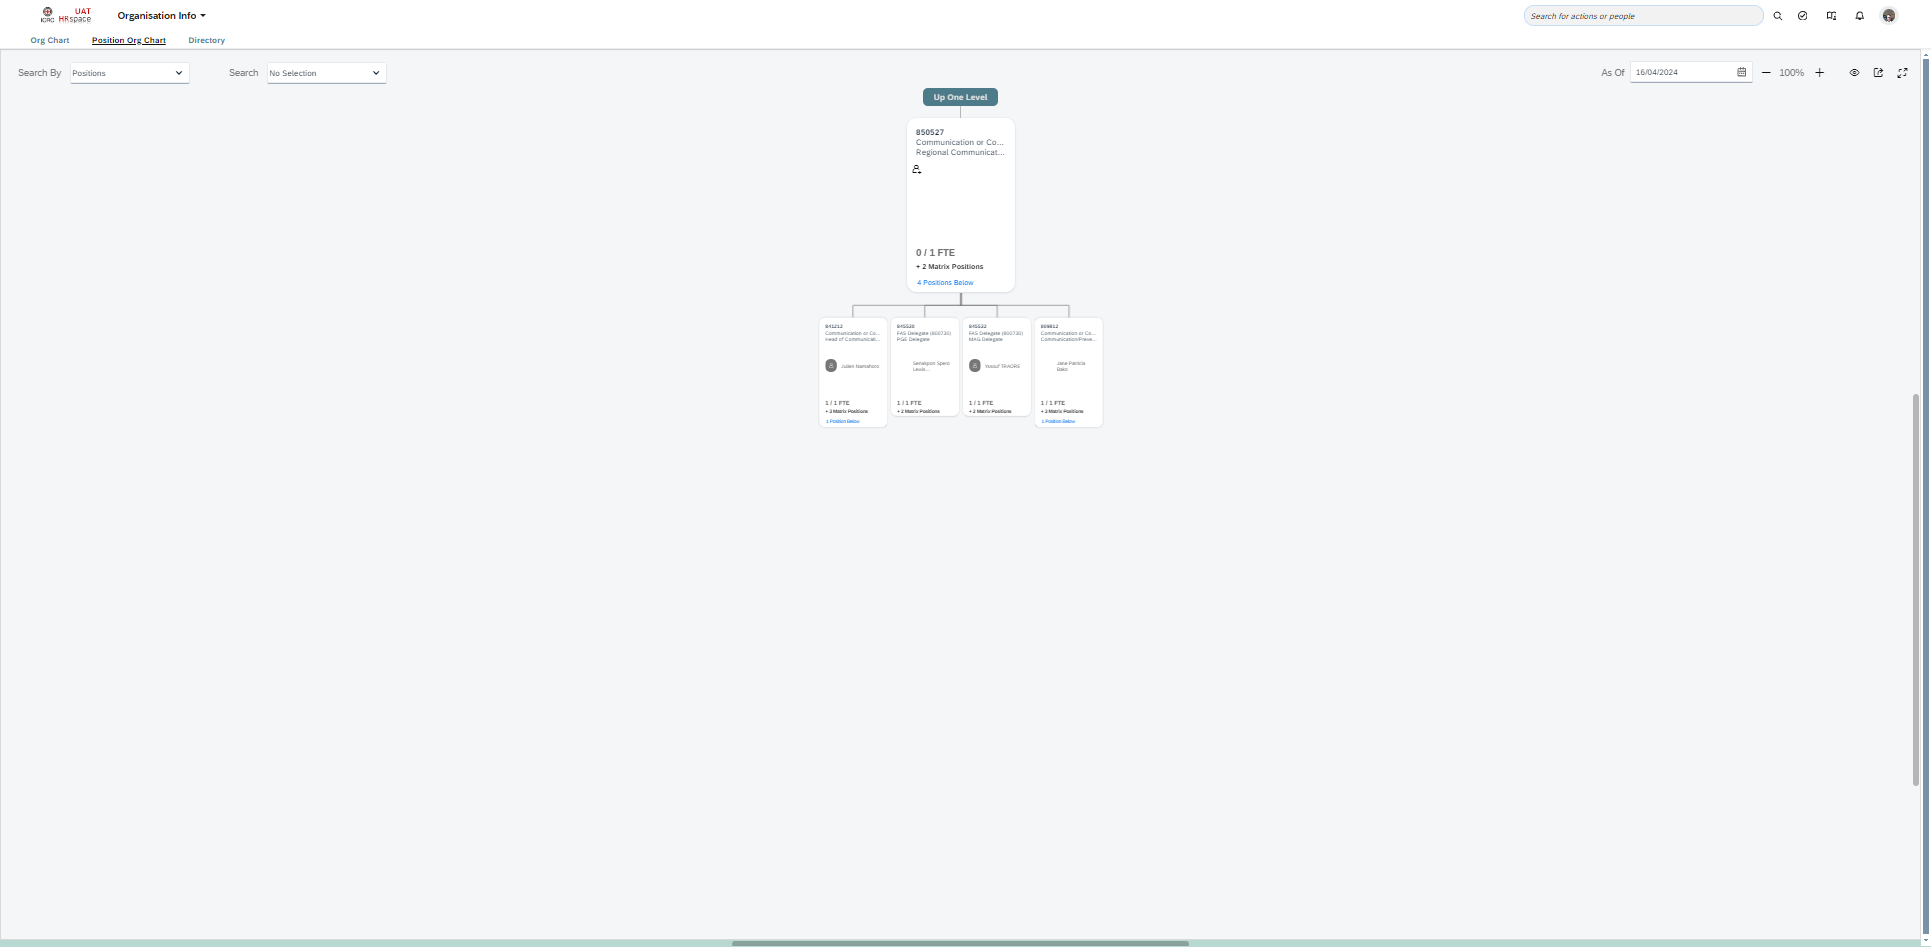 ICRC
UAT
HRspace
Organisation Info
Search for actions or people
Org Chart
Position Org Chart
Directory
Search By
Positions
Search
No Selection
As Of
16/04/2024
100%
Up One Level
850527
Communication or Co...
Regional Communicat...
0 / 1 FTE
+ 2 Matrix Positions
4 Positions Below
841212
Communication or Co...
Head of Communicati...
Julien Namahoro
1 / 1 FTE
+ 3 Matrix Positions
1 Position Below
845520
FAS Delegate (800730)
PGE Delegate
Senakpon Spero
1 / 1 FTE
+ 2 Matrix Positions
845522
FAS Delegate (800730)
MAG Delegate
Yossuf TRAORE
1 / 1 FTE
+ 2 Matrix Positions
Communication or Co...
Communication/Preve...
Jane Patricia
Bako
1 / 1 FTE
+ 3 Matrix Positions
1 Position Below